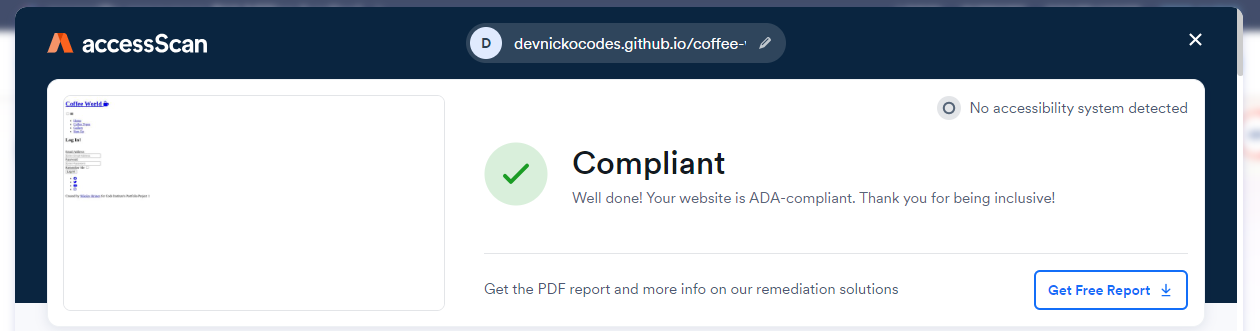 accessScan
D
devnickocodes.github.io/coffee-
No accessibility system detected
Coffee World
Log In!
Compliant
Well done! Your website is ADA-compliant. Thank you for being inclusive!
Get the PDF report and more info on our remediation solutions
Get Free Report